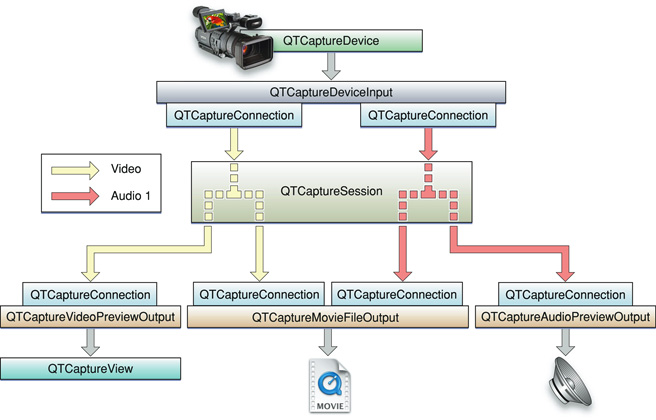 QTCaptureDevice
QTCaptureDeviceInput
QTCaptureConnection
QTCaptureConnection
Video
Audio 1
QTCaptureSession
QTCaptureConnection
QTCaptureConnection
QTCaptureConnection
QTCaptureConnection
QTCaptureVideoPreviewOutput
QTCaptureMovieFileOutput
QTCaptureAudioPreviewOutput
QTCaptureView
MOVIE